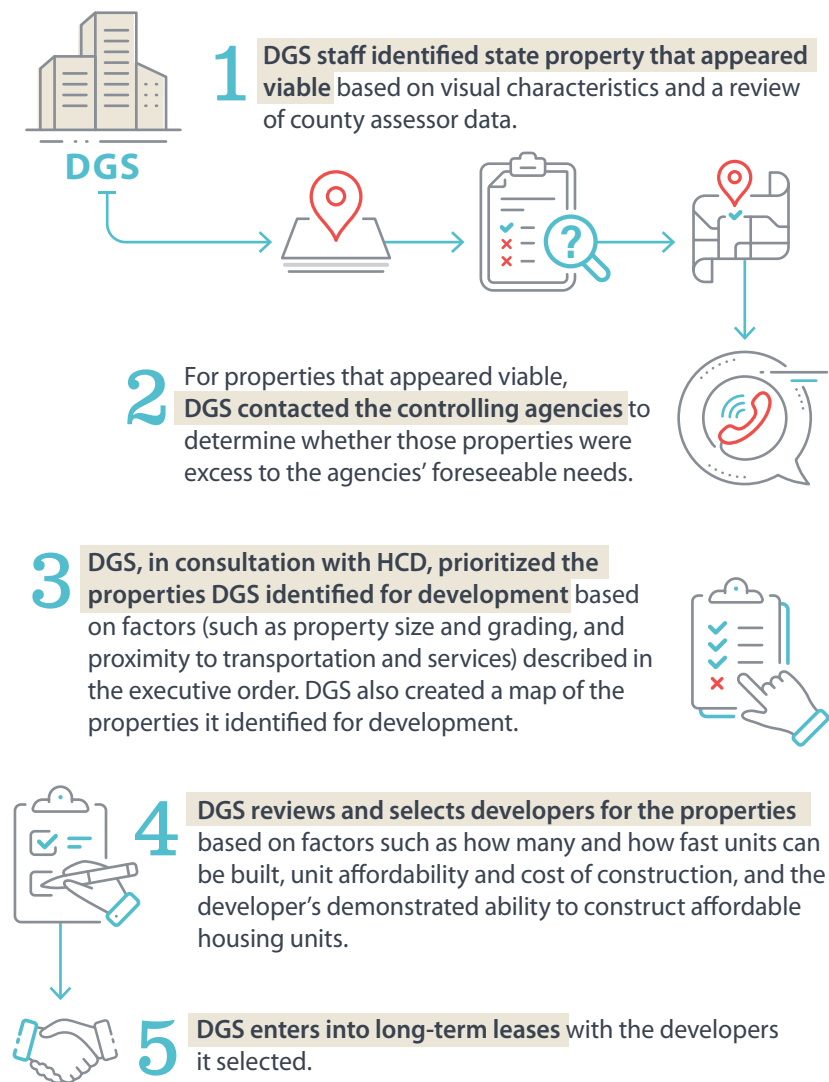 1
DGS staff identified state property that appeared
viable based on visual characteristics and a review
of county assessor data.
DGS
?
2
For properties that appeared viable,
DGS contacted the controlling agencies to
determine whether those properties were
excess to the agencies’ foreseeable needs.
3
DGS, in consultation with HCD, prioritized the
properties DGS identified for development based
on factors (such as property size and grading, and
proximity to transportation and services) described in
the executive order. DGS also created a map of the
properties it identified for development.
4
DGS reviews and selects developers for the properties
based on factors such as how many and how fast units can
be built, unit affordability and cost of construction, and the
developer’s demonstrated ability to construct affordable
housing units.
5
DGS enters into long-term leases with the developers
it selected.